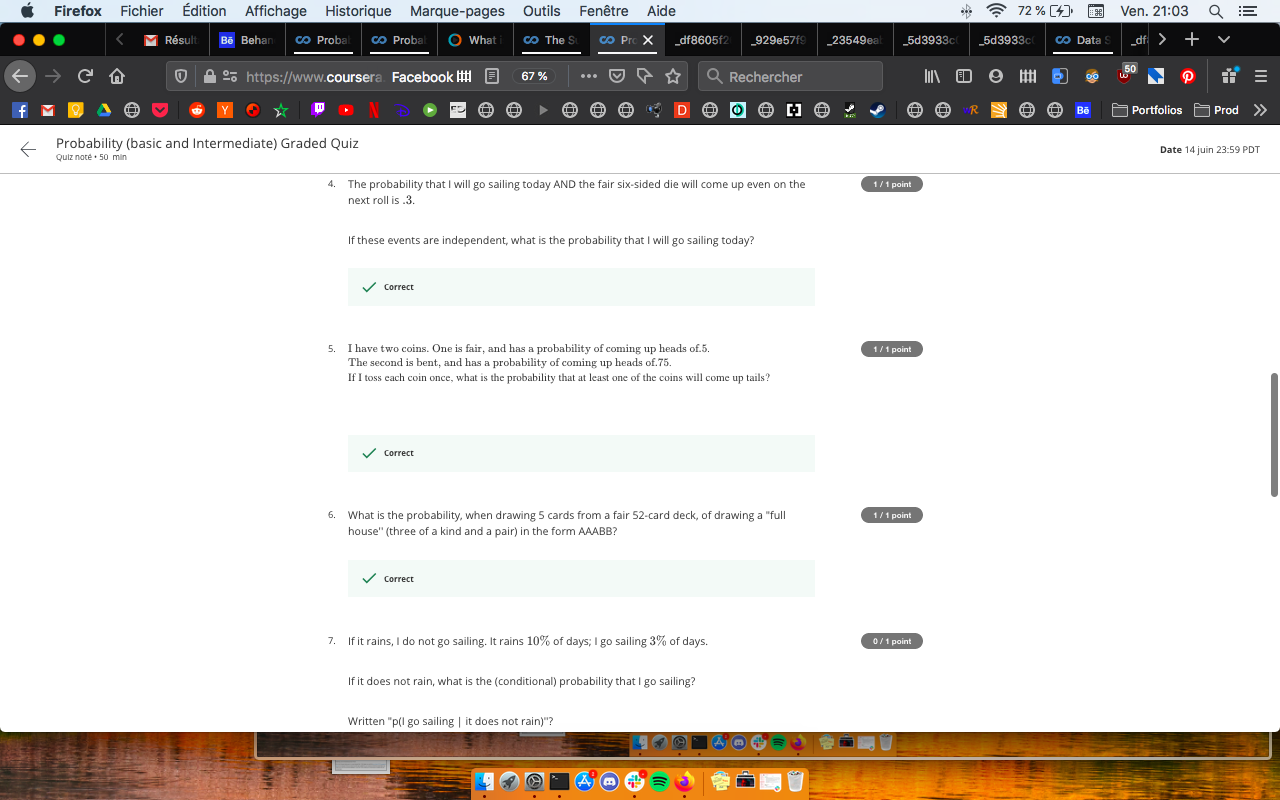 Firefox Fichier Édition Affichage Historique Marque-pages Outils Fenêtre Aide 72 % Ven. 21:03
Résult Bē Behan Proba Proba What i The S Pro _df8605f2 _929e57f9 _23549ea _5d3933c _5d3933c Data S _df
https://www.coursera. Facebook 67 % Rechercher 50
Bē Portfolios Prod
Probability (basic and Intermediate) Graded Quiz
Quiz noté • 50 min
Date 14 juin 23:59 PDT
4. The probability that I will go sailing today AND the fair six-sided die will come up even on the
next roll is .3.
1 / 1 point
If these events are independent, what is the probability that I will go sailing today?
Correct
5. I have two coins. One is fair, and has a probability of coming up heads of.5.
The second is bent, and has a probability of coming up heads of.75.
If I toss each coin once, what is the probability that at least one of the coins will come up tails?
1 / 1 point
Correct
6. What is the probability, when drawing 5 cards from a fair 52-card deck, of drawing a "full
house" (three of a kind and a pair) in the form AAABB?
1 / 1 point
Correct
7. If it rains, I do not go sailing. It rains 10% of days; I go sailing 3% of days.
0 / 1 point
If it does not rain, what is the (conditional) probability that I go sailing?
Written "p(I go sailing | it does not rain)"?